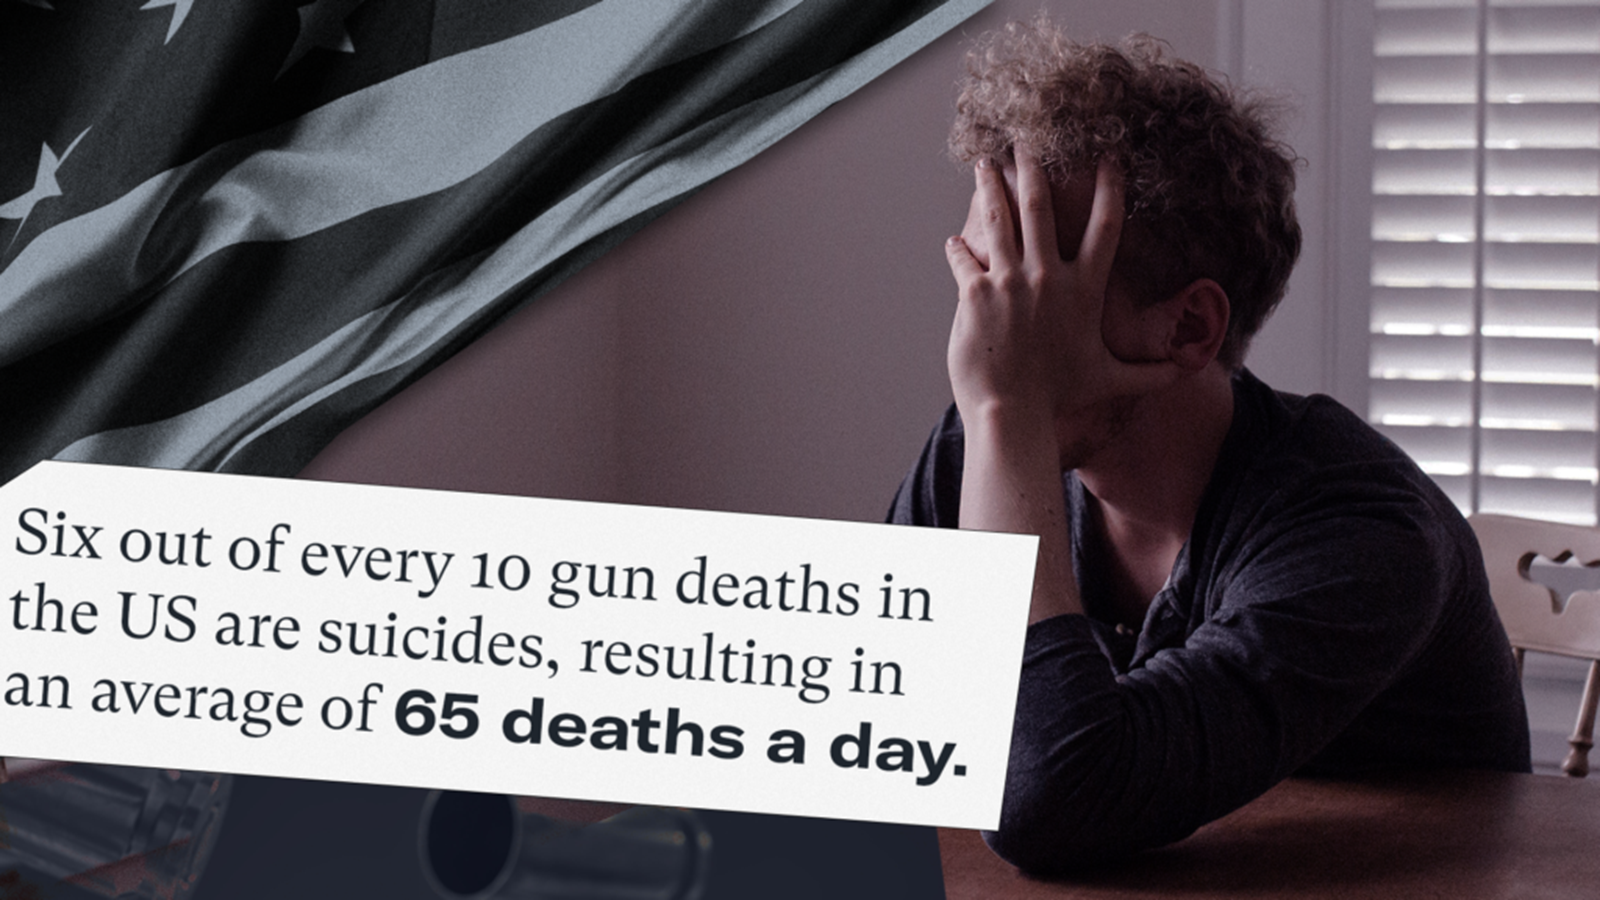 Six out of every 10 gun deaths in
the US are suicides, resulting in
an average of 65 deaths a day.